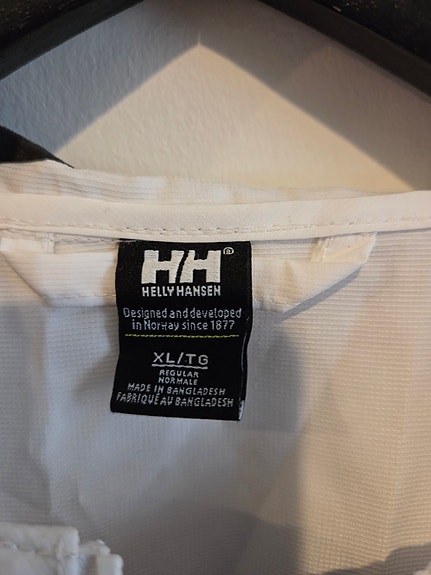 HH®
HELLY HANSEN
Designed and developed
in Norway since 1877
XL/TG
REGULAR
NORMALE
MADE IN BANGLADESH
FABRIQUÉ AU BANGLADESH